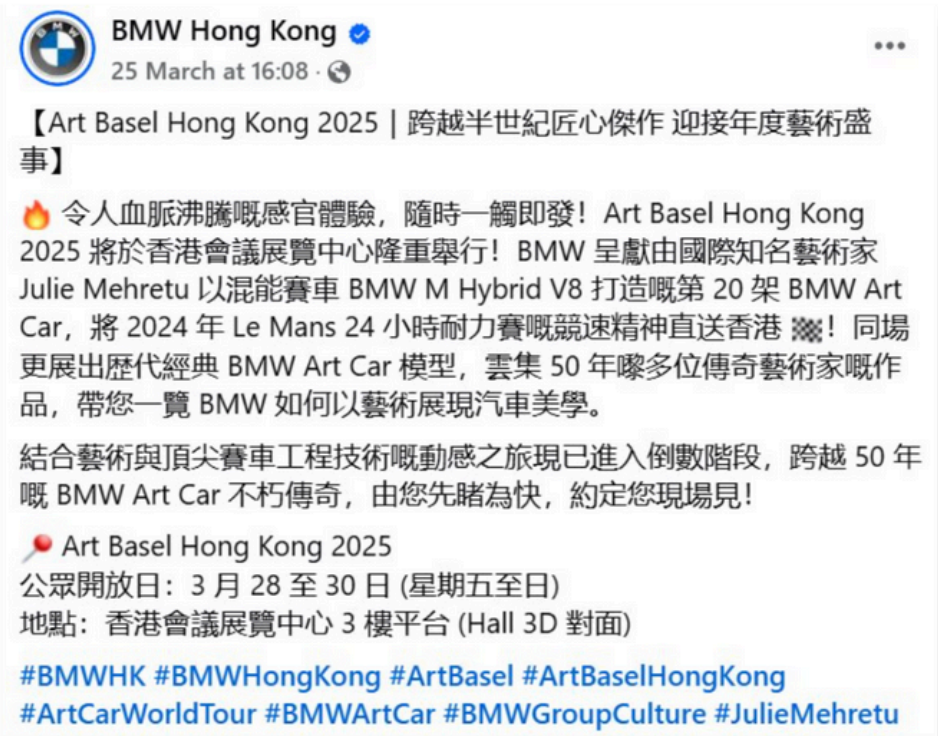 BMW Hong Kong
25 March at 16:08 ·
【Art Basel Hong Kong 2025 | 跨越半世紀匠心傑作 迎接年度藝術盛
事】
🔥 令人血脈沸騰嘅感官體驗，隨時一觸即發！Art Basel Hong Kong
2025 將於香港會議展覽中心隆重舉行！BMW 呈獻由國際知名藝術家
Julie Mehretu 以混能賽車 BMW M Hybrid V8 打造嘅第 20 架 BMW Art
Car，將 2024 年 Le Mans 24 小時耐力賽嘅競速精神直送香港 🏁！同場
更展出歷代經典 BMW Art Car 模型，雲集 50 年嚟多位傳奇藝術家嘅作
品，帶您一覽 BMW 如何以藝術展現汽車美學。
結合藝術與頂尖賽車工程技術嘅動感之旅現已進入倒數階段，跨越 50 年
嘅 BMW Art Car 不朽傳奇，由您先睹為快，約定您現場見！
📍 Art Basel Hong Kong 2025
公眾開放日：3 月 28 至 30 日 (星期五至日)
地點：香港會議展覽中心 3 樓平台 (Hall 3D 對面)
#BMWHK #BMWHongKong #ArtBasel #ArtBaselHongKong
#ArtCarWorldTour #BMWArtCar #BMWGroupCulture #JulieMehretu